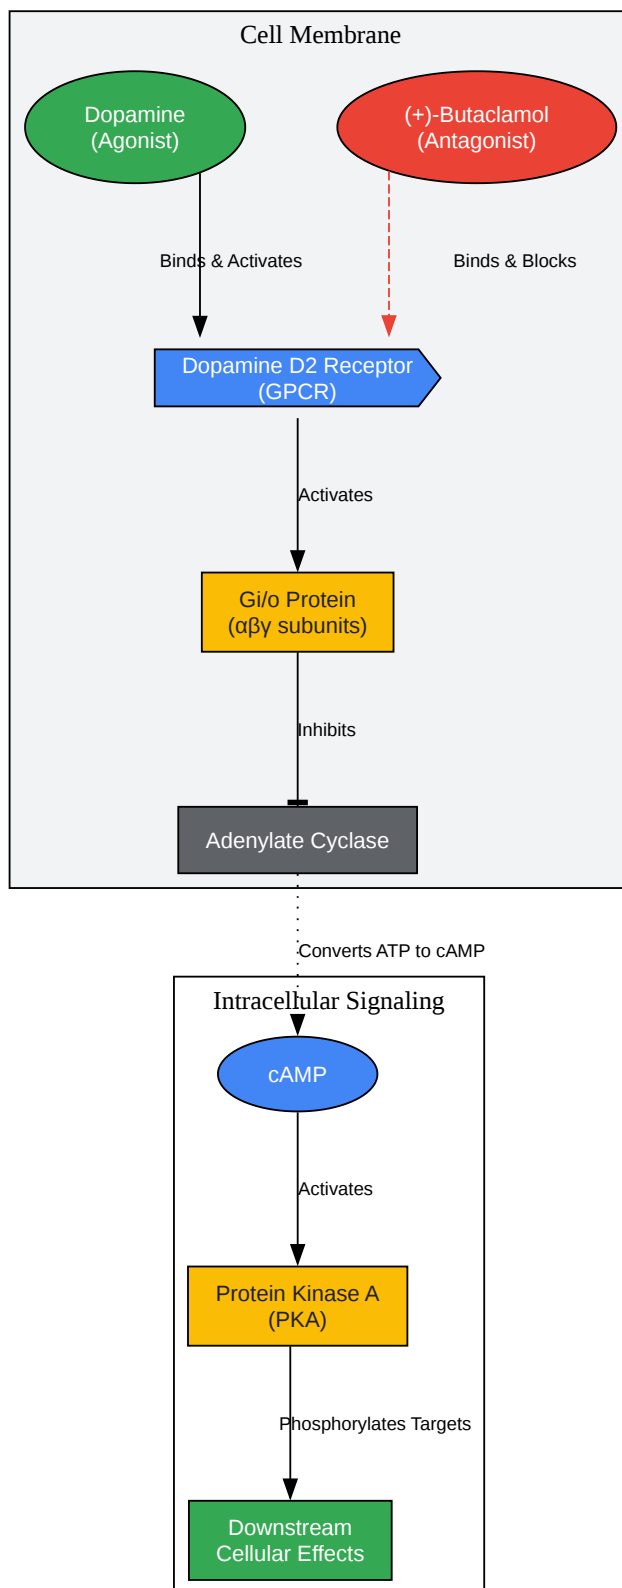 Cell Membrane
Dopamine
(Agonist)
(+)-Butaclamol
(Antagonist)
Binds & Activates
Binds & Blocks
Dopamine D2 Receptor
(GPCR)
Activates
Gi/o Protein
(αβγ subunits)
Inhibits
Adenylate Cyclase
Converts ATP to cAMP
Intracellular Signaling
cAMP
Activates
Protein Kinase A
(PKA)
Phosphorylates Targets
Downstream
Cellular Effects